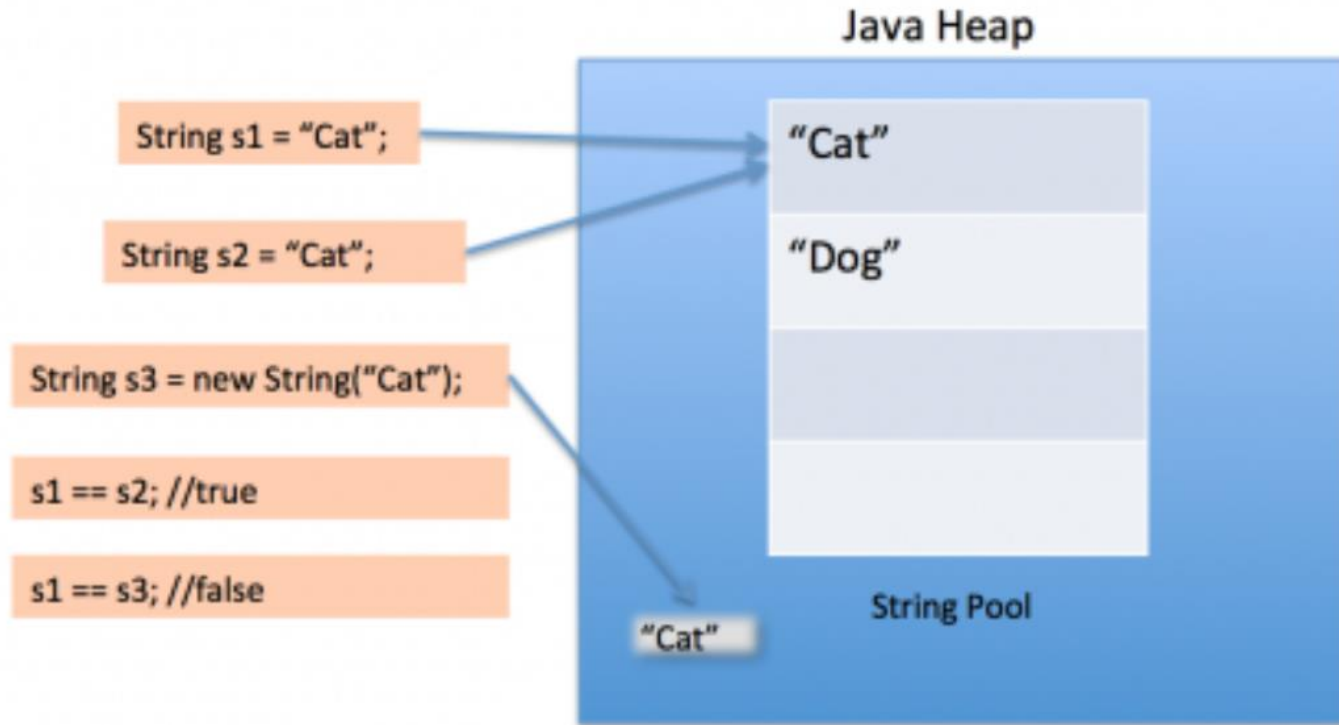 Java Heap
String s1 = “Cat”;
String s2 = “Cat”;
String s3 = new String(“Cat”);
s1 == s2; //true
s1 == s3; //false
“Cat”
“Dog”
String Pool
“Cat”